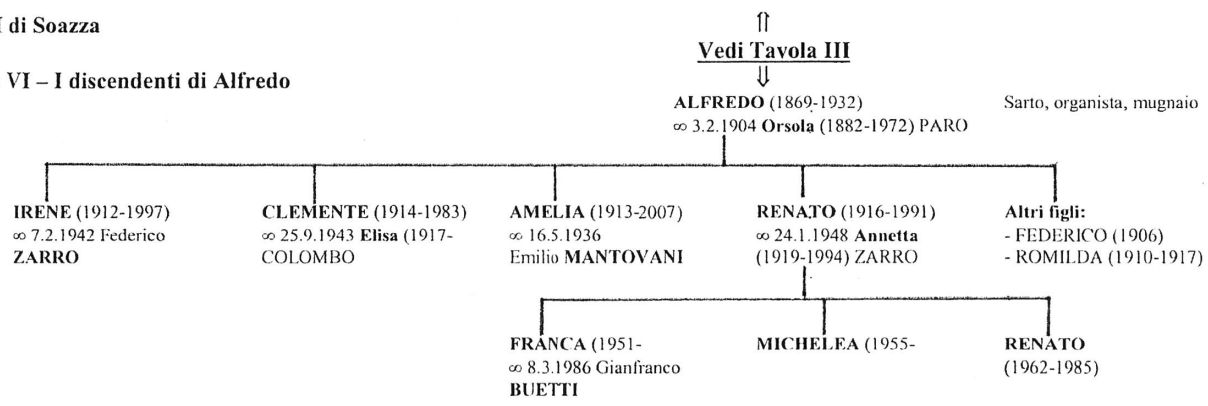 di Soazza
VI – I discendenti di Alfredo
⇑
Vedi Tavola III
⇓
ALFREDO (1869-1932)
∞ 3.2.1904 Orsola (1882-1972) PARO
Sarto, organista, mugnaio
IRENE (1912-1997)
∞ 7.2.1942 Federico
ZARRO
CLEMENTE (1914-1983)
∞ 25.9.1943 Elisa (1917-
COLOMBO
AMELIA (1913-2007)
∞ 16.5.1936
Emilio MANTOVANI
RENATO (1916-1991)
∞ 24.1.1948 Annetta
(1919-1994) ZARRO
Altri figli:
- FEDERICO (1906)
- ROMILDA (1910-1917)
FRANCA (1951-
∞ 8.3.1986 Gianfranco
BUETTI
MICHELEA (1955-
RENATO
(1962-1985)